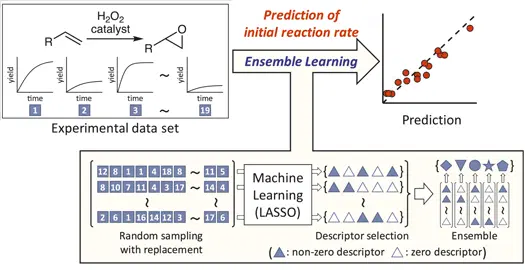 H2O2
catalyst
R
R
O
yield
yield
yield
yield
time
time
time
time
1
2
3
~
19
Experimental data set
Prediction of
initial reaction rate
Ensemble Learning
Prediction
12 8 1 1 4 18 8 ~ 11 5
8 10 7 11 4 3 17 ~ 14 4
2 6 1 16 14 12 3 ~ 17 6
Random sampling
with replacement
Machine
Learning
(LASSO)
Descriptor selection
Ensemble
( : non-zero descriptor : zero descriptor)